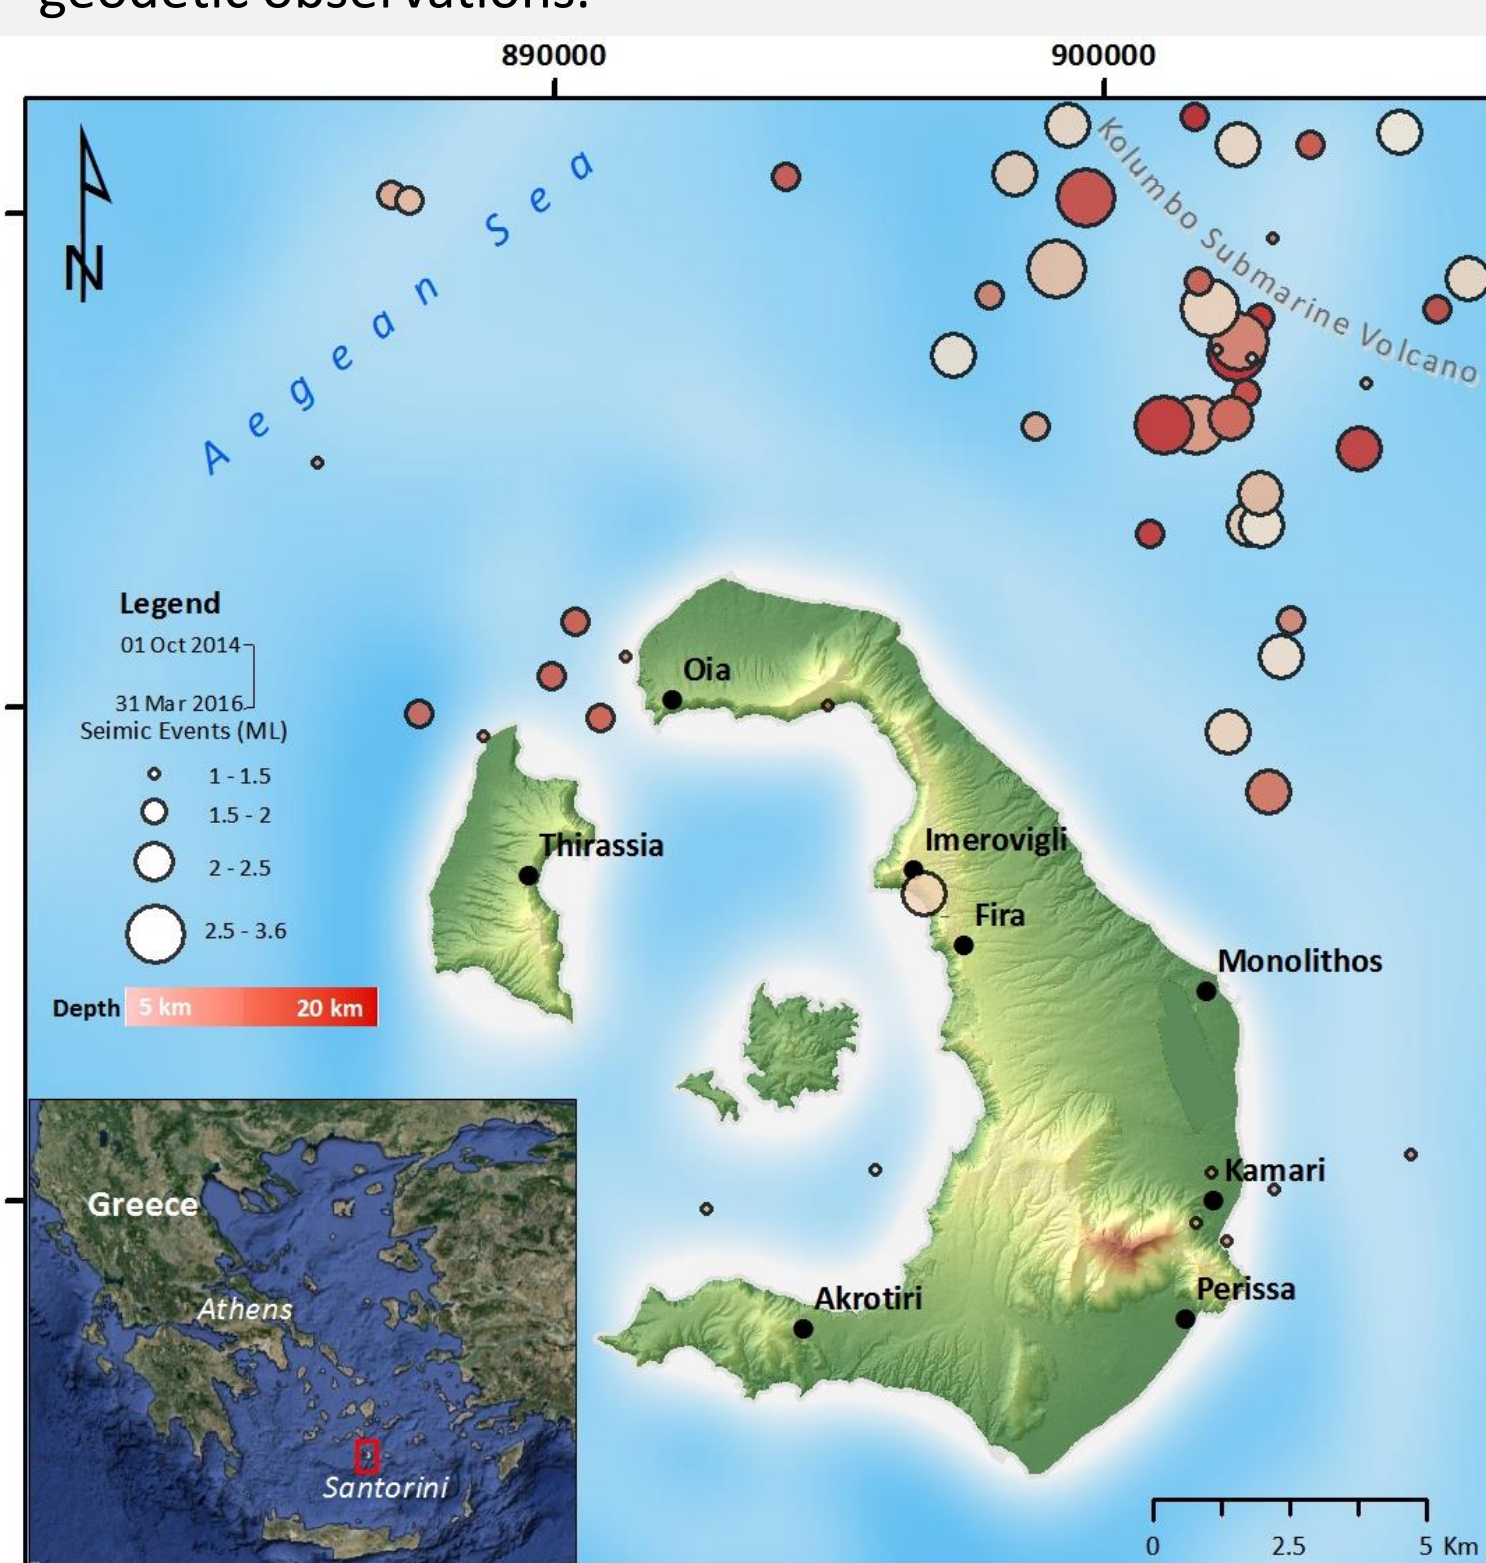 geodetic observations.
890000
900000
Kolumbo Submarine Volcano
Aegean Sea
N
Legend
01 Oct 2014
31 Mar 2016
Seimic Events (ML)
1 - 1.5
1.5 - 2
2 - 2.5
2.5 - 3.6
Depth 5 km 20 km
Oia
Thirassia
Imerovigli
Fira
Monolithos
Kamari
Perissa
Akrotiri
Greece
Athens
Santorini
0 2.5 5 Km